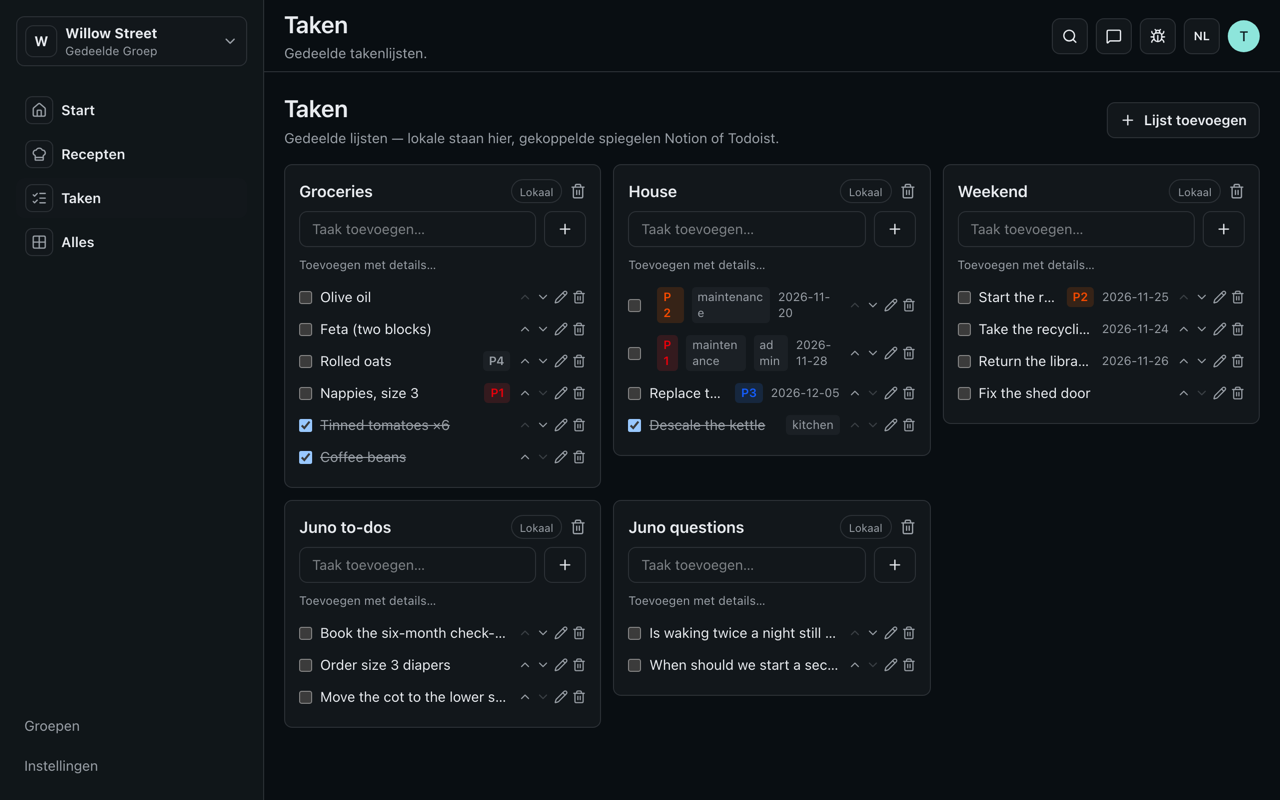 W
Willow Street
Gedeelde Groep
Start
Recepten
Taken
Alles
Groepen
Instellingen
Taken
Gedeelde takenlijsten.
NL
T
Taken
Gedeelde lijsten — lokale staan hier, gekoppelde spiegelen Notion of Todoist.
Lijst toevoegen
Groceries
Lokaal
Taak toevoegen...
Toevoegen met details...
Olive oil
Feta (two blocks)
Rolled oats P4
Nappies, size 3 P1
Tinned tomatoes ×6
Coffee beans
House
Lokaal
Taak toevoegen...
Toevoegen met details...
P
2
maintenanc
e
2026-11-
20
P
1
mainten
ance
ad
min
2026-
11-28
Replace t... P3 2026-12-05
Descale the kettle kitchen
Weekend
Lokaal
Taak toevoegen...
Toevoegen met details...
Start the r... P2 2026-11-25
Take the recycli... 2026-11-24
Return the libra... 2026-11-26
Fix the shed door
Juno to-dos
Lokaal
Taak toevoegen...
Toevoegen met details...
Book the six-month check-...
Order size 3 diapers
Move the cot to the lower s...
Juno questions
Lokaal
Taak toevoegen...
Toevoegen met details...
Is waking twice a night still ...
When should we start a sec...